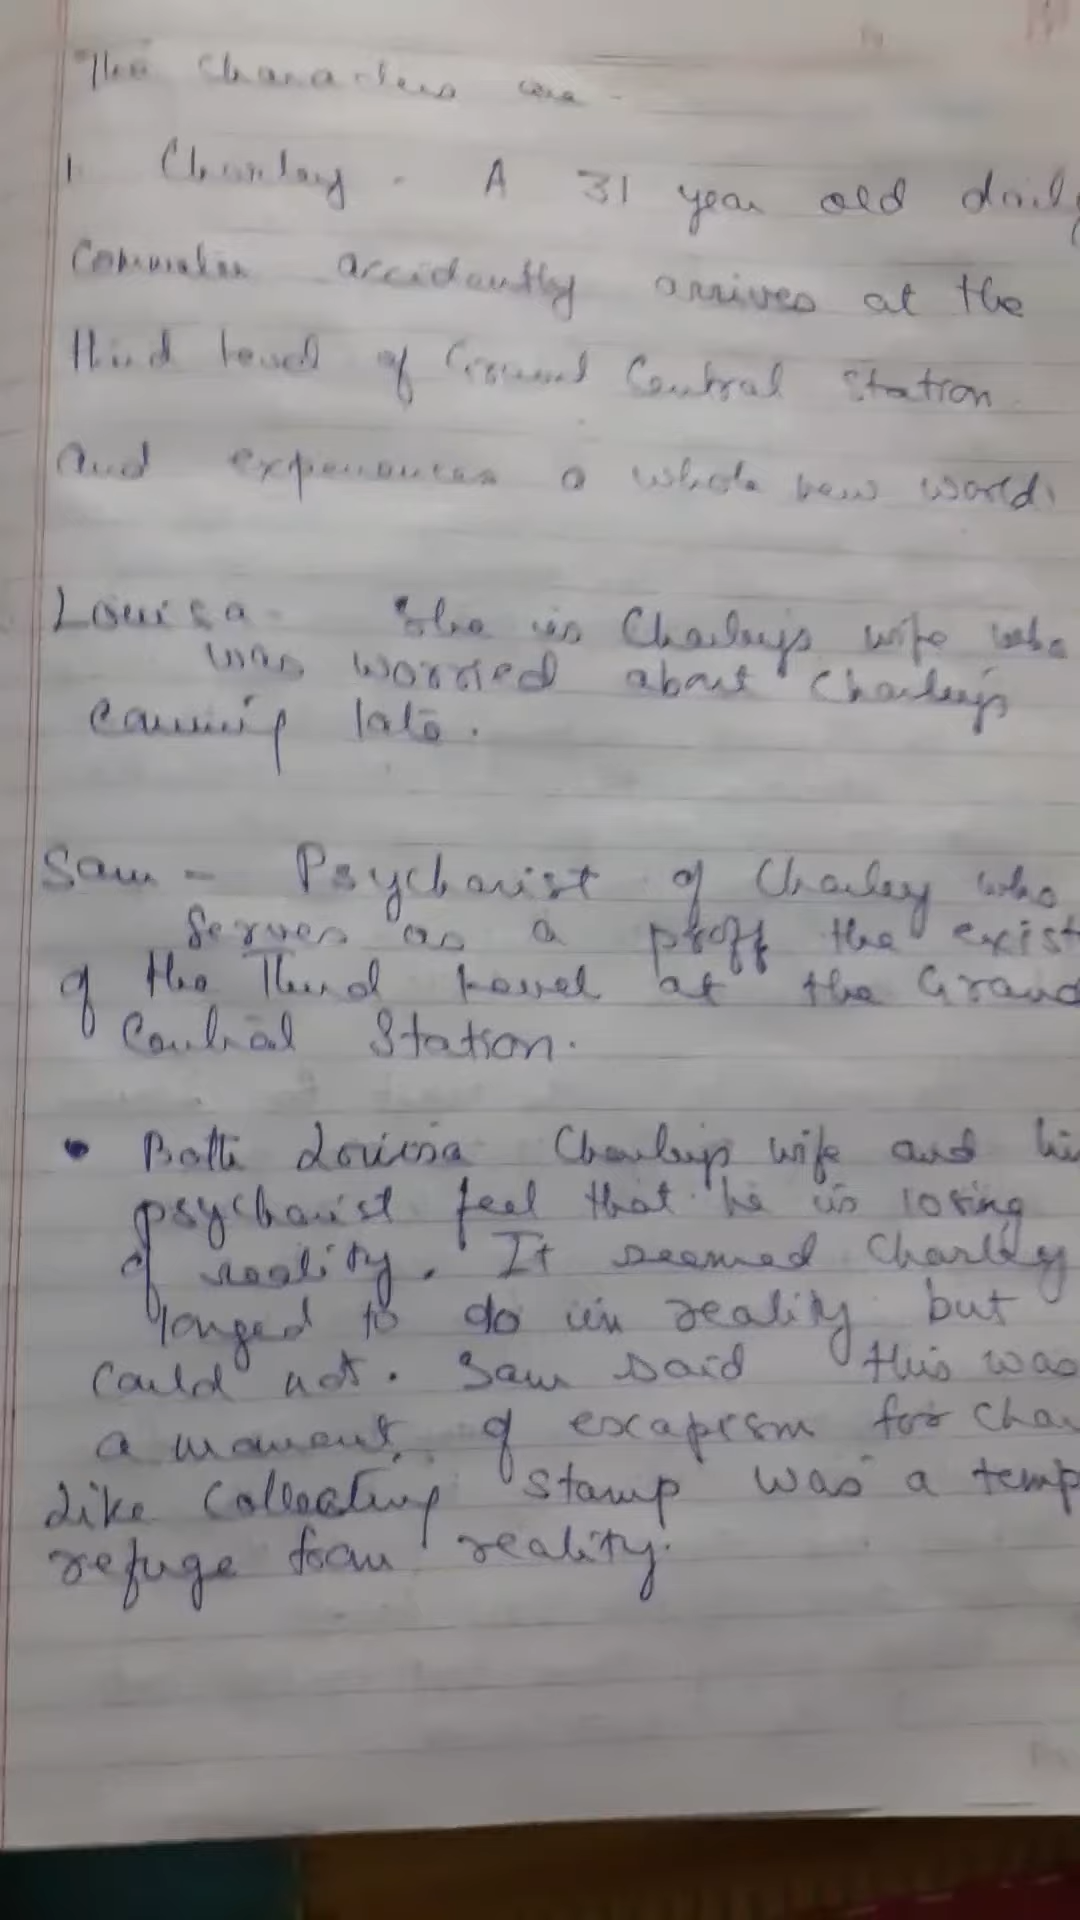 The Characters are -
1. Charley - A 31 year old daily
Commuter accidently arrives at the
third level of Grand Central Station
and experiences a whole new world.
Louisa - She is Charley's wife who
was worried about Charley's
coming late.
Sam - Psycharist of Charley who
serves as a proff the exist
of the Third Level at the Grand
Central Station.
• Both Louisa Charley's wife and his
psycharist feel that he is losing
of reality. It seemed Charley
longed to do in reality but
could not. Sam said this was
a moment of escapism for Char
Like collecting stamp was a temp
refuge from reality.